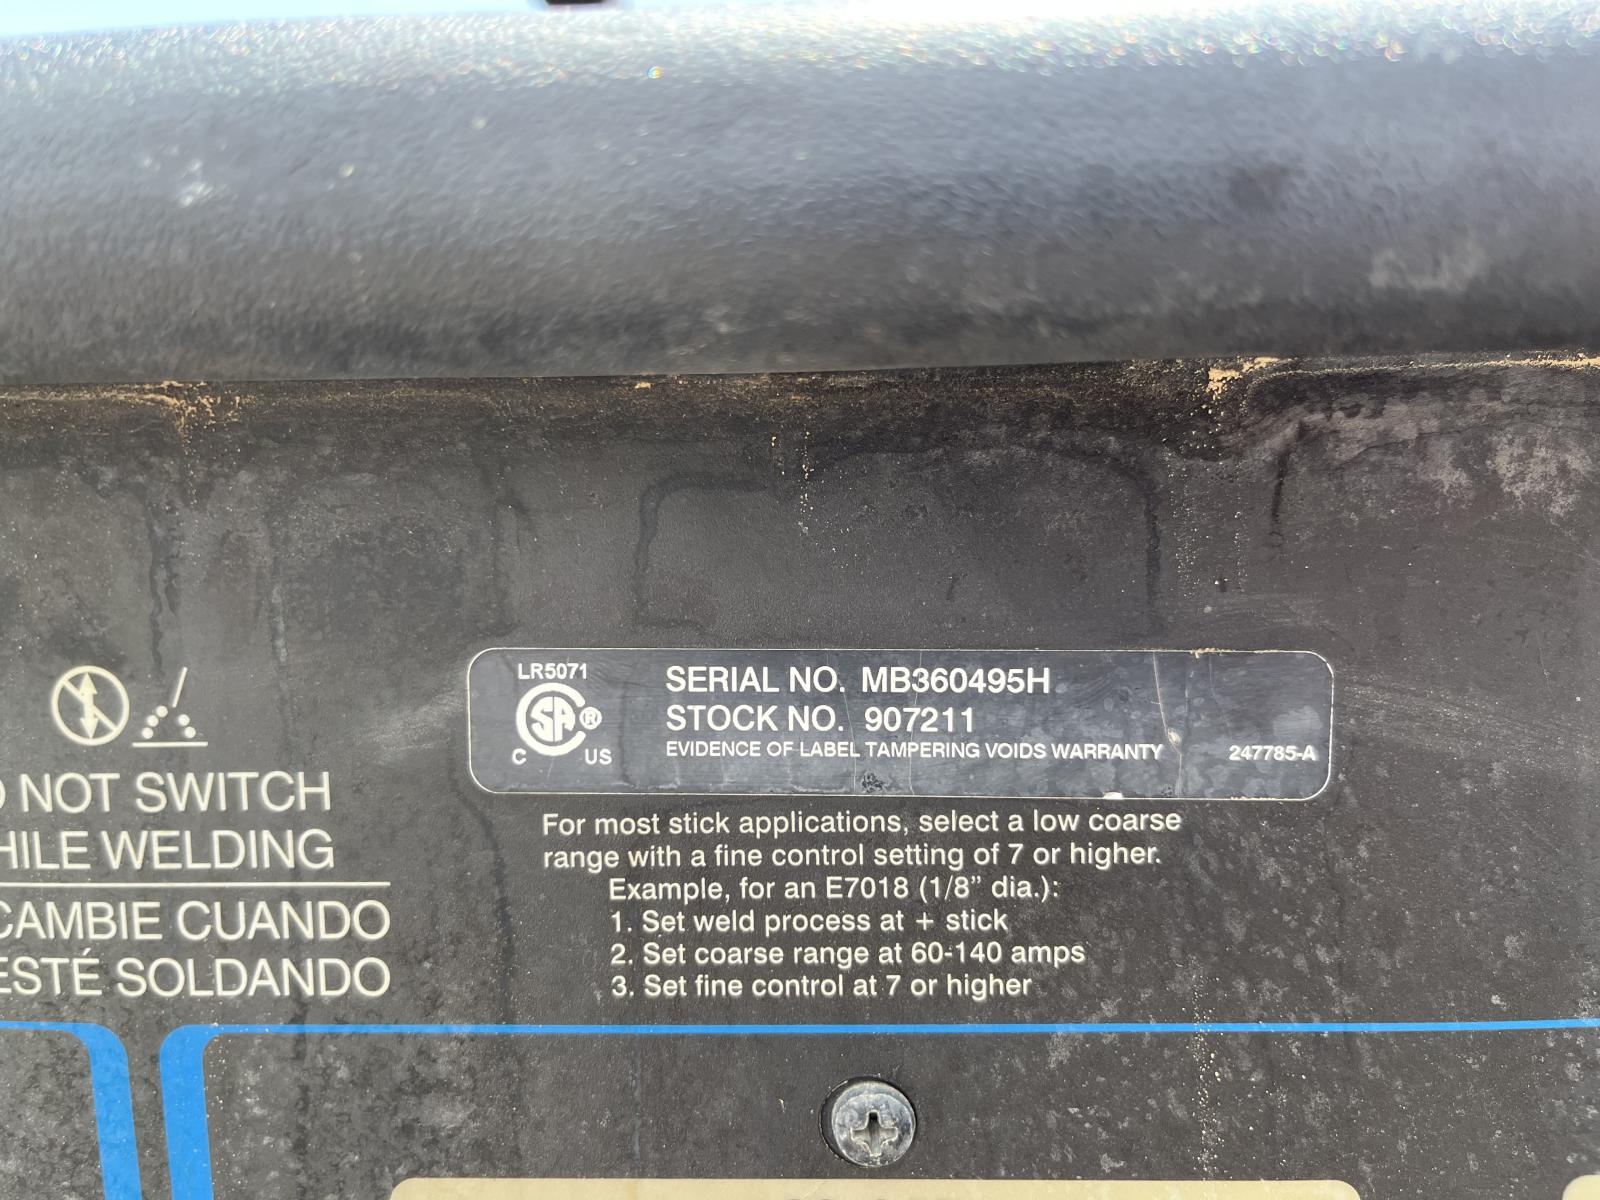 LR5071
CSA®
C US
SERIAL NO. MB360495H
STOCK NO. 907211
EVIDENCE OF LABEL TAMPERING VOIDS WARRANTY
247785-A
NOT SWITCH
WELDING
CAMBIE CUANDO
ESTÉ SOLDANDO
For most stick applications, select a low coarse
range with a fine control setting of 7 or higher.
Example, for an E7018 (1/8” dia.):
1. Set weld process at + stick
2. Set coarse range at 60-140 amps
3. Set fine control at 7 or higher